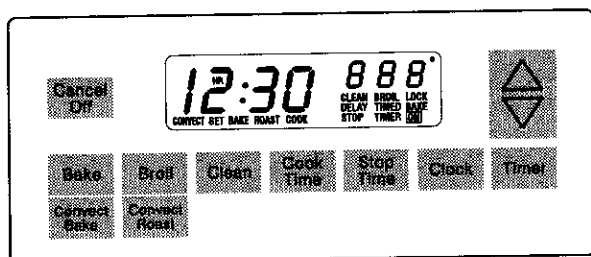 Cancel Off
HR
12:30
888°
CONVECT SET BAKE ROAST COOK
CLEAN BROIL LOCK
DELAY TIMED BAKE
STOP TIMER ON
Bake Broil Clean Cook Time Stop Time Clock Timer
Convect Bake Convect Roast